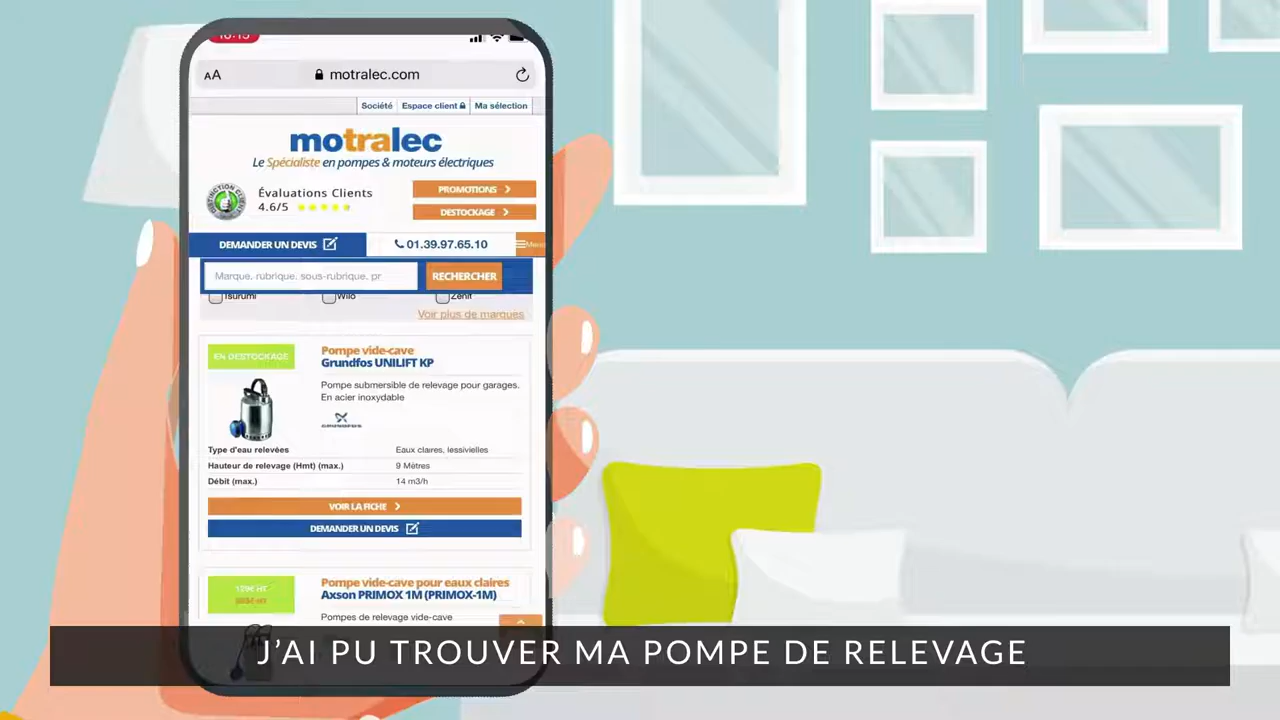 AA motralec.com
Société Espace client Ma sélection
motralec
Le Spécialiste en pompes & moteurs électriques
Évaluations Clients
4.6/5
PROMOTIONS
DESTOCKAGE
DEMANDER UN DEVIS 01.39.97.65.10 Menu
Marque, rubrique, sous-rubrique, pr RECHERCHER
Tsurumi Wilo Zenit
Voir plus de marques
EN DESTOCKAGE
Pompe vide-cave
Grundfos UNILIFT KP
Pompe submersible de relevage pour garages.
En acier inoxydable
GRUNDFOS
Type d'eau relevées Eaux claires, lessivielles
Hauteur de relevage (Hmt) (max.) 9 Mètres
Débit (max.) 14 m3/h
VOIR LA FICHE
DEMANDER UN DEVIS
Pompe vide-cave pour eaux claires
Axson PRIMOX 1M (PRIMOX-1M)
Pompes de relevage vide-cave
J'AI PU TROUVER MA POMPE DE RELEVAGE